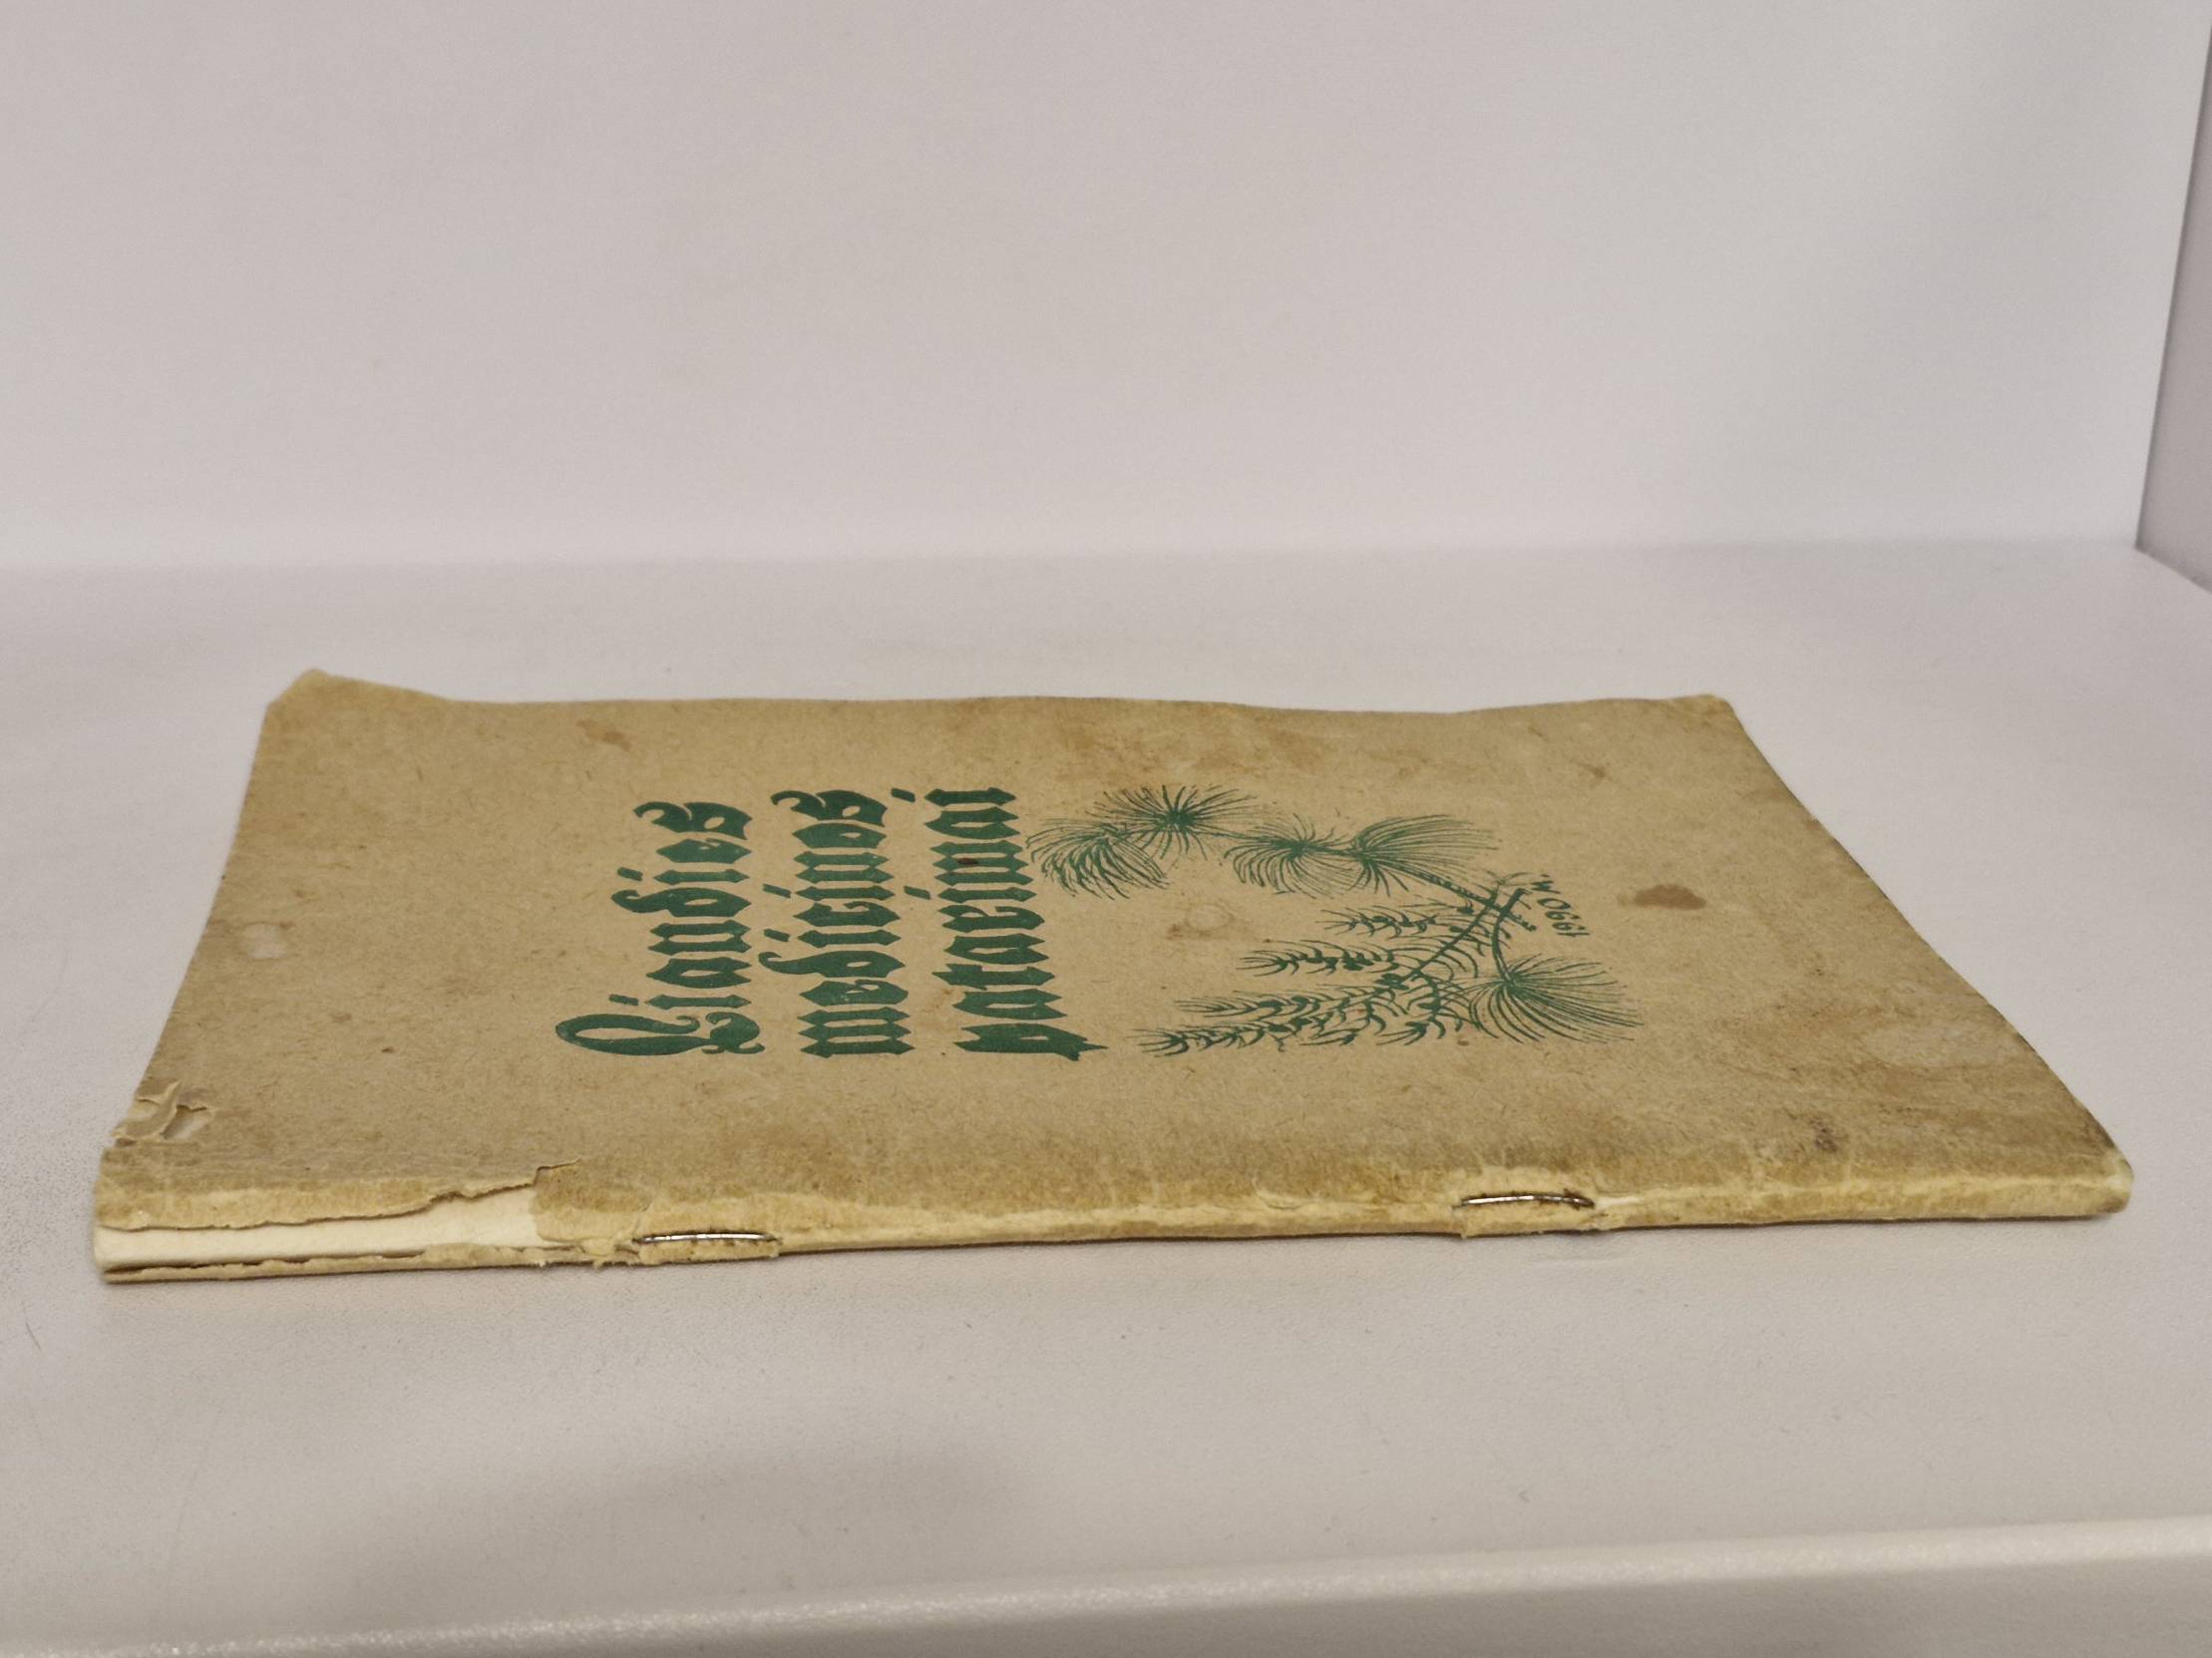 Liaudies
medicinos
patarimai
1990 M.